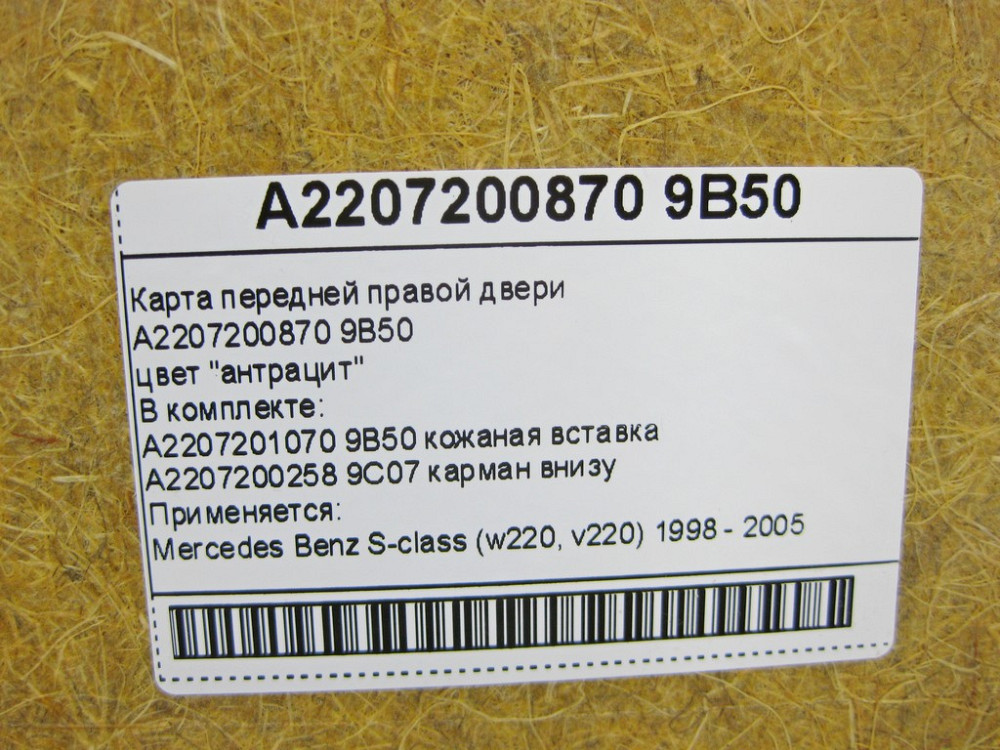 A2207200870 9B50
Карта передней правой двери
A2207200870 9B50
цвет "антрацит"
В комплекте:
A2207201070 9B50 кожаная вставка
A2207200258 9C07 карман внизу
Применяется:
Mercedes Benz S-class (w220, v220) 1998 - 2005